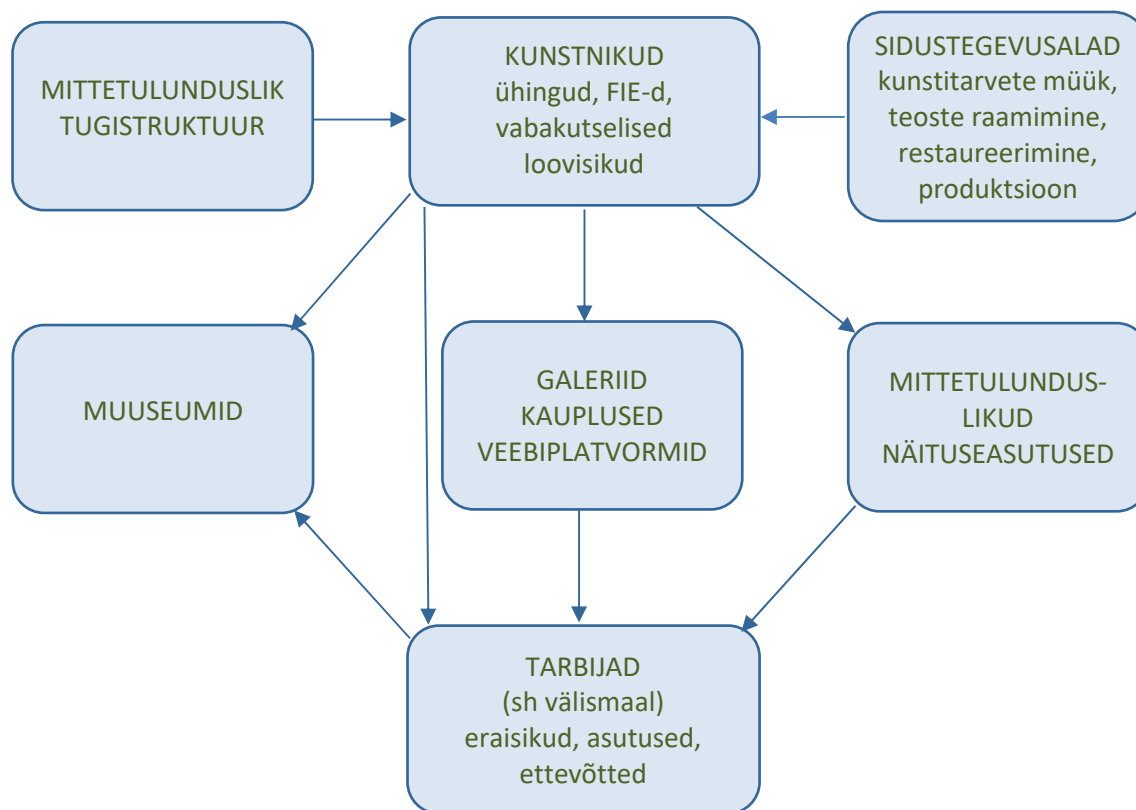 MITTETULUNDUSLIK
TUGISTRUKTUUR
KUNSTNIKUD
ühingud, FIE-d,
vabakutselised
loovisikud
SIDUSTEGEVUSALAD
kunstitarvete müük,
teoste raamimine,
restaureerimine,
produktsioon
MUUSEUMID
GALERIID
KAUPLUSED
VEEBIPLATVORMID
MITTETULUNDUS-
LIKUD
NÄITUSEASUTUSED
TARBIJAD
(sh välismaal)
eraisikud, asutused,
ettevõtted